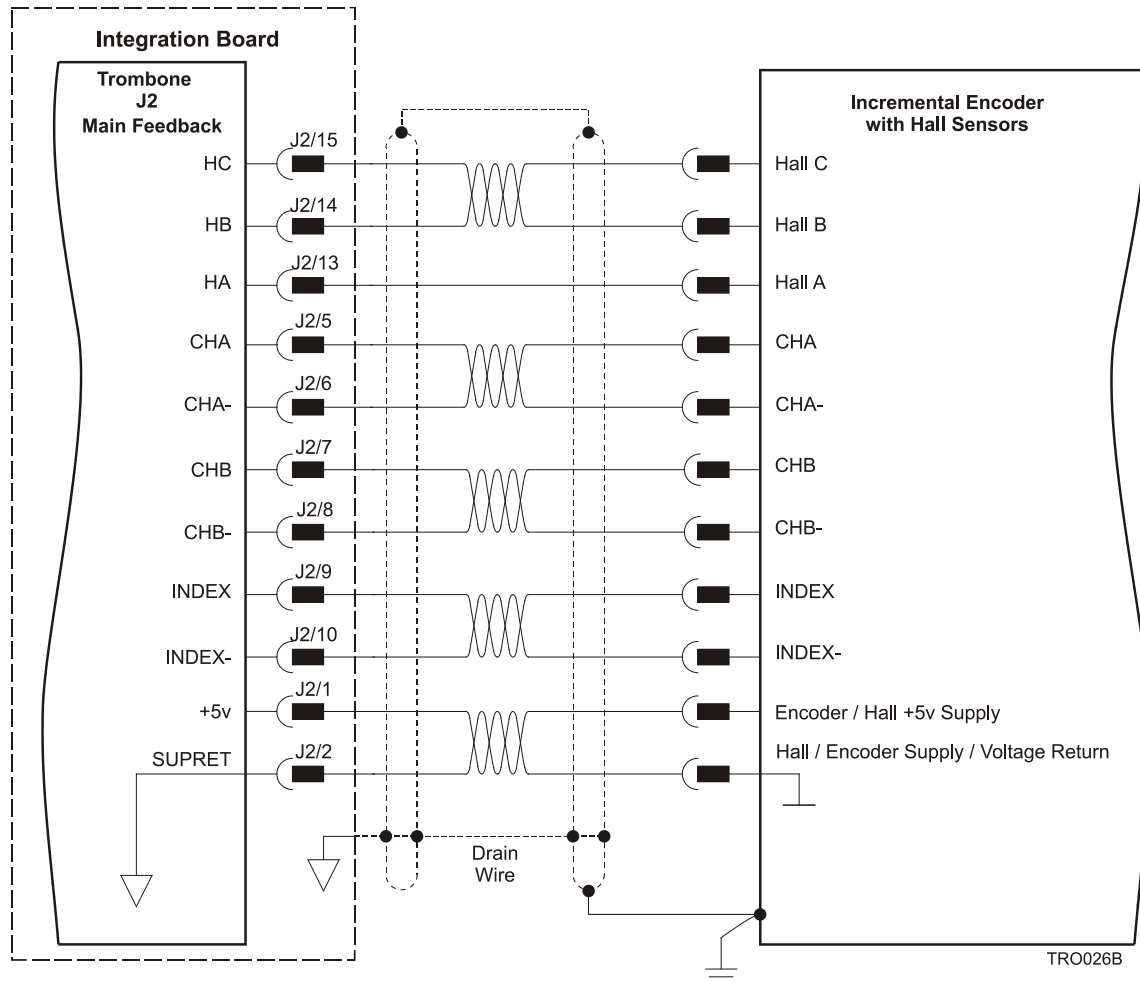 Integration Board
Trombone
J2
Main Feedback
Incremental Encoder
with Hall Sensors
HC
J2/15
Hall C
HB
J2/14
Hall B
HA
J2/13
Hall A
CHA
J2/5
CHA
CHA-
J2/6
CHA-
CHB
J2/7
CHB
CHB-
J2/8
CHB-
INDEX
J2/9
INDEX
INDEX-
J2/10
INDEX-
+5v
J2/1
Encoder / Hall +5v Supply
SUPRET
J2/2
Hall / Encoder Supply / Voltage Return
Drain
Wire
TRO026B